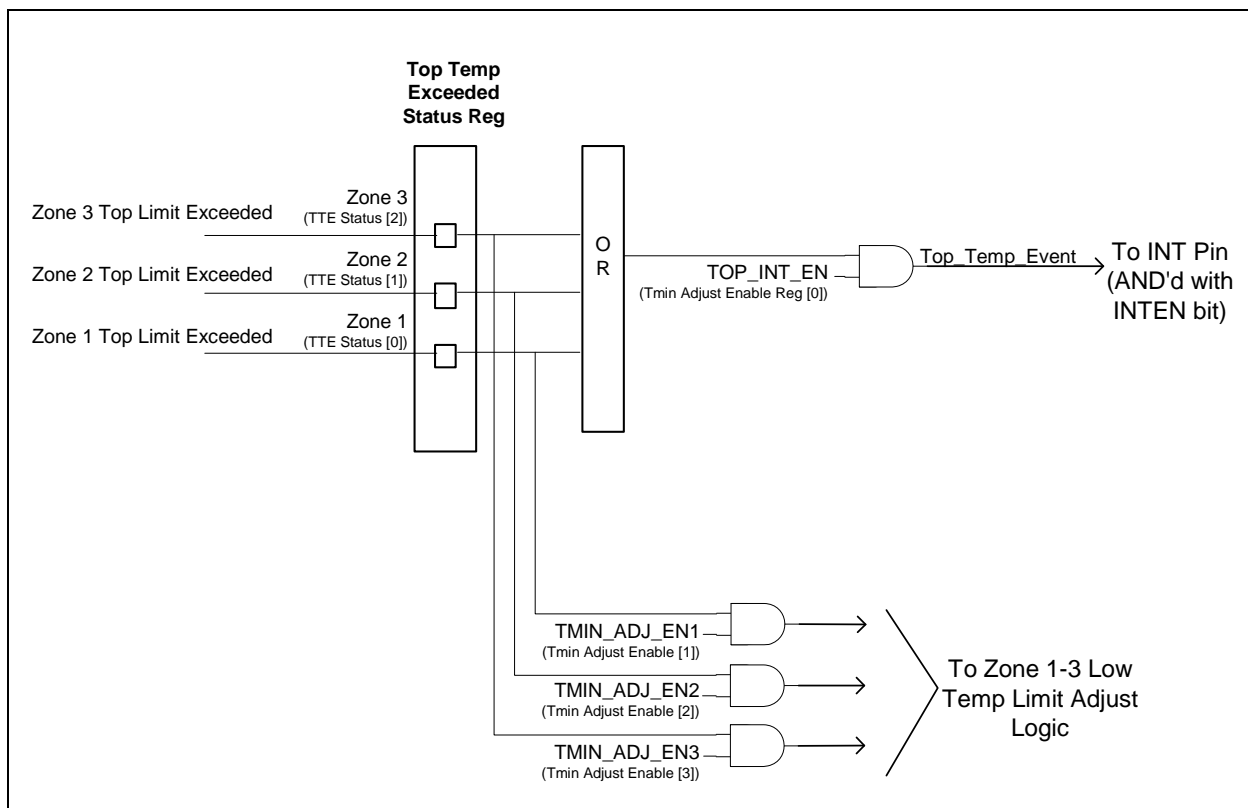 Top Temp
Exceeded
Status Reg
Zone 3 Top Limit Exceeded
Zone 3
(TTE Status [2])
Zone 2 Top Limit Exceeded
Zone 2
(TTE Status [1])
Zone 1 Top Limit Exceeded
Zone 1
(TTE Status [0])
O
R
TOP_INT_EN
(Tmin Adjust Enable Reg [0])
Top_Temp_Event
To INT Pin
(AND'd with
INTEN bit)
TMIN_ADJ_EN1
(Tmin Adjust Enable [1])
TMIN_ADJ_EN2
(Tmin Adjust Enable [2])
TMIN_ADJ_EN3
(Tmin Adjust Enable [3])
To Zone 1-3 Low
Temp Limit Adjust
Logic